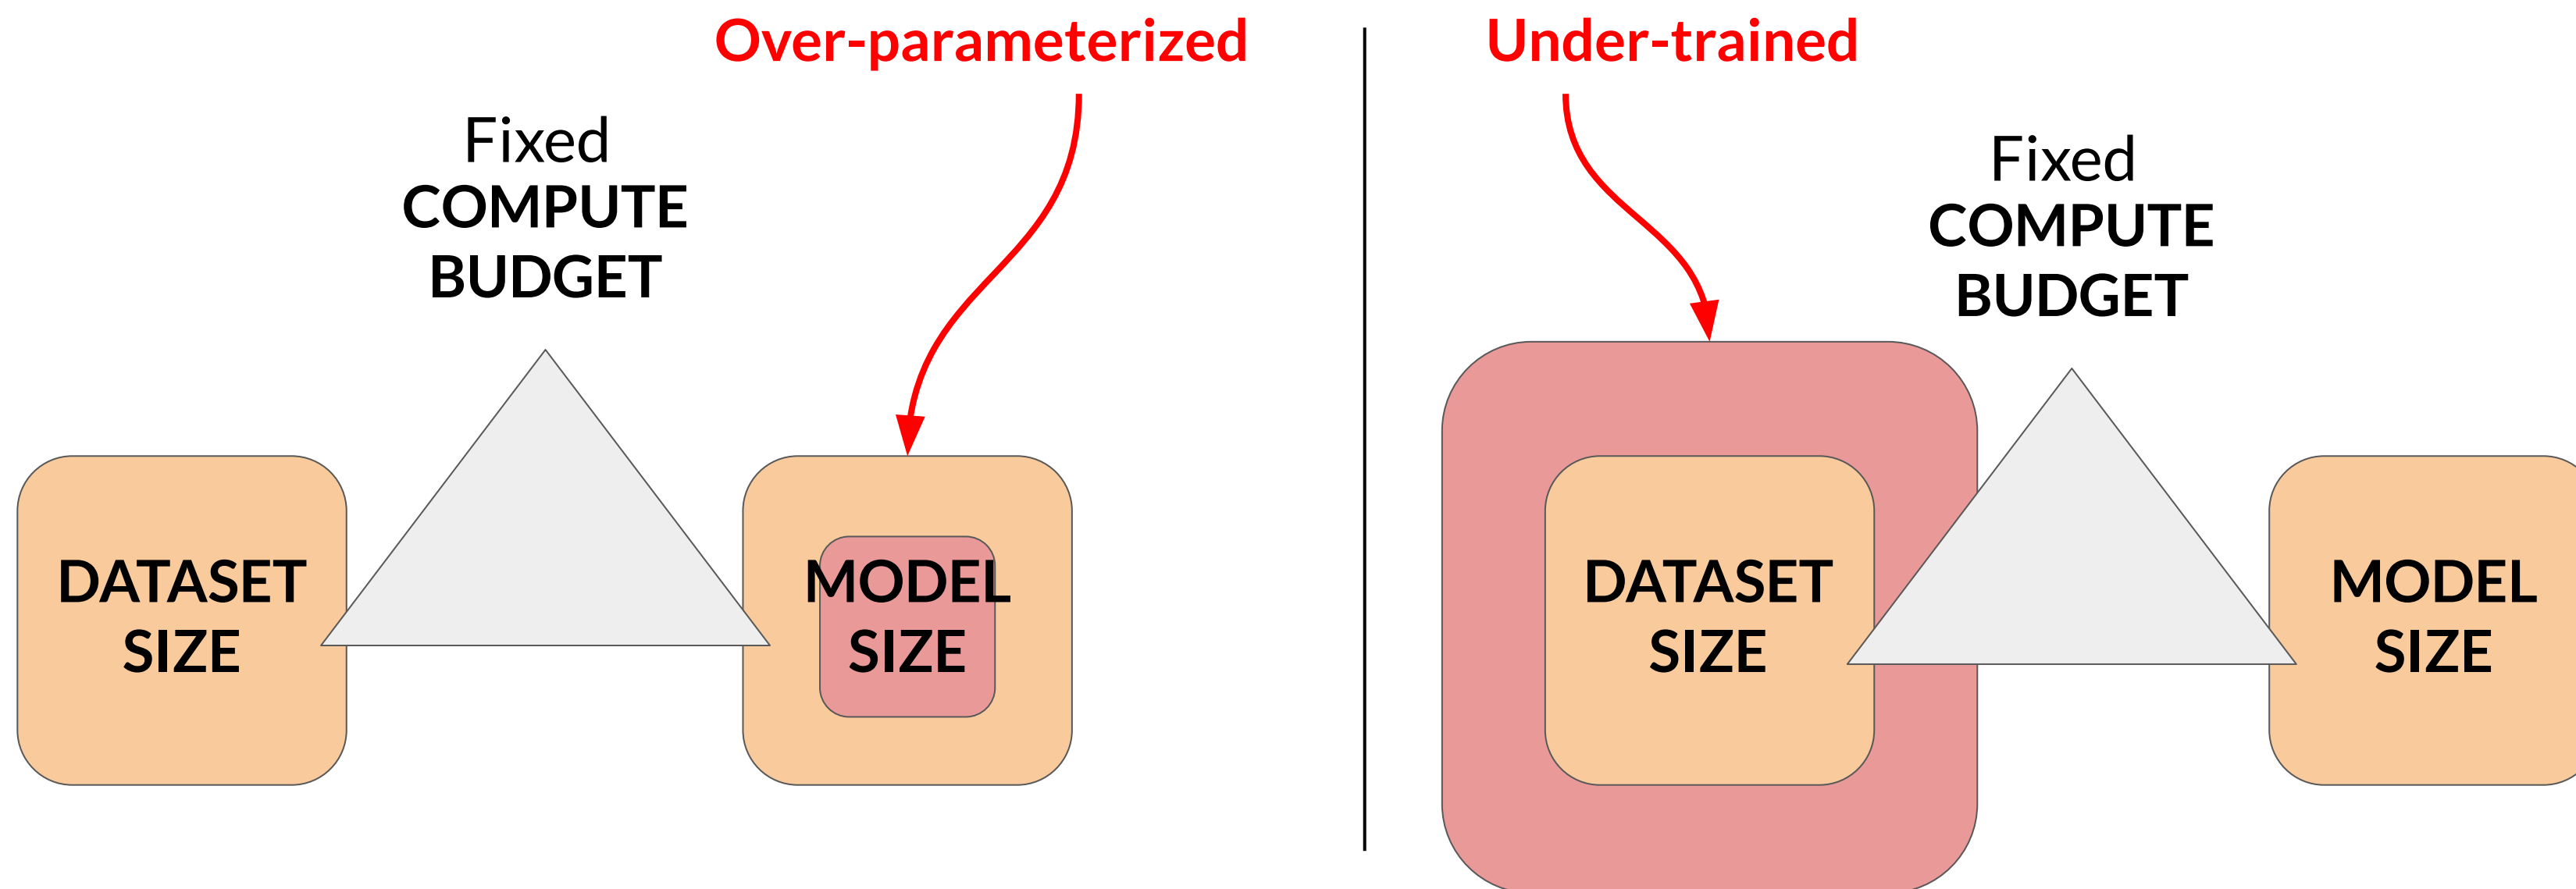 Over-parameterized
Fixed
COMPUTE
BUDGET
DATASET
SIZE
MODEL
SIZE
Under-trained
Fixed
COMPUTE
BUDGET
DATASET
SIZE
MODEL
SIZE